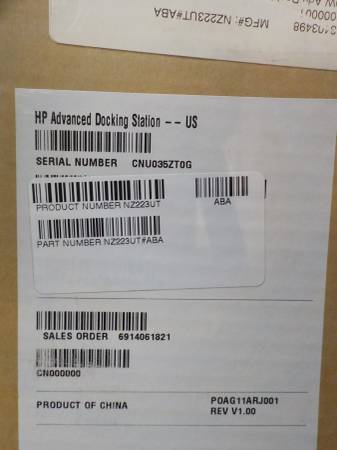 MFG#: NZ223UT#ABA
HP Advanced Docking Station -- US
SERIAL NUMBER CNU035ZT0G
PRODUCT NUMBER NZ223UT ABA
PART NUMBER NZ223UT#ABA
SALES ORDER 6914061821
CN000000
PRODUCT OF CHINA
POAG11ARJ001
REV V1.00